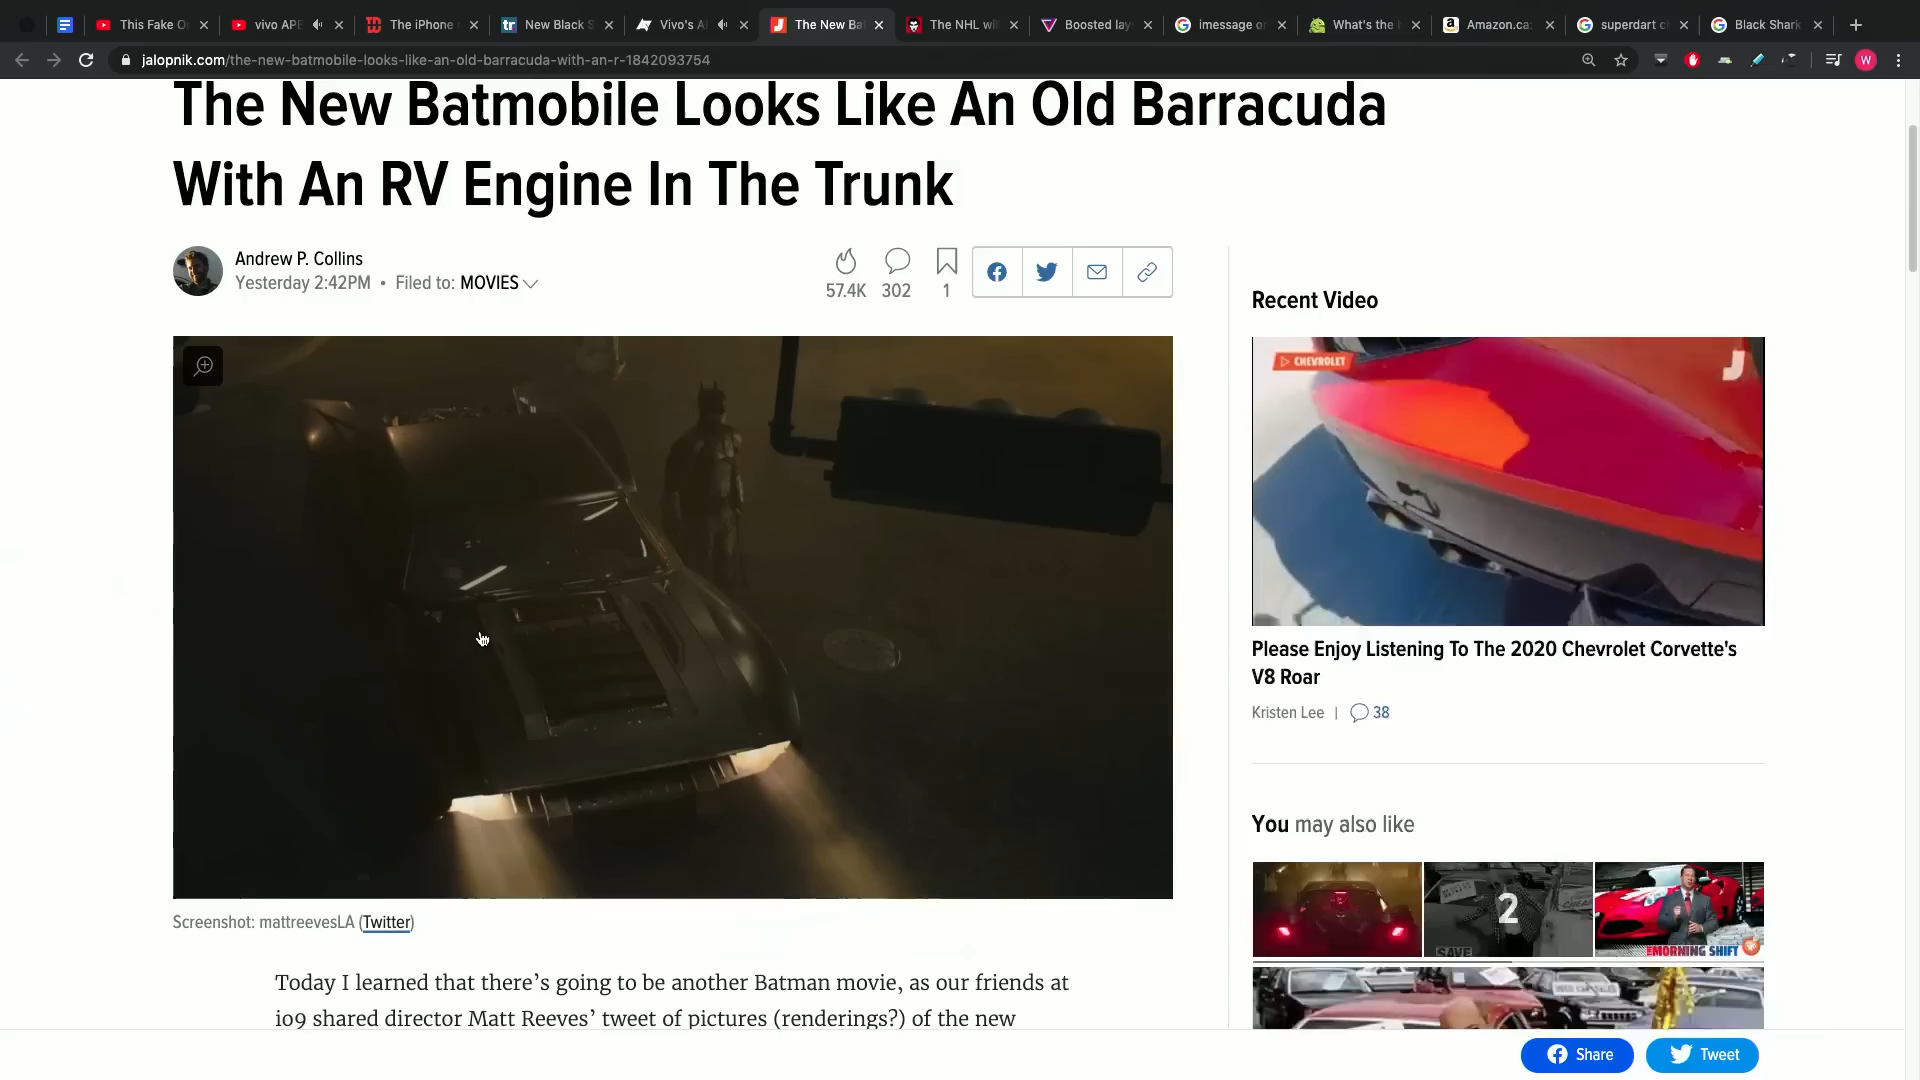 This Fake O
vivo APE
The iPhone
New Black S
Vivo's A
The New Ba
The NHL wil
Boosted lay
imessage o
What's the
Amazon.ca
superdart c
Black Shark
jalopnik.com/the-new-batmobile-looks-like-an-old-barracuda-with-an-r-1842093754
W
The New Batmobile Looks Like An Old Barracuda
With An RV Engine In The Trunk
Andrew P. Collins
Yesterday 2:42PM • Filed to: MOVIES
57.4K 302 1
Recent Video
CHEVROLET
Please Enjoy Listening To The 2020 Chevrolet Corvette's
V8 Roar
Kristen Lee | 38
You may also like
2
SAVE
MORNING SHIFT
Screenshot: mattreevesLA (Twitter)
Today I learned that there's going to be another Batman movie, as our friends at
io9 shared director Matt Reeves' tweet of pictures (renderings?) of the new
Share Tweet